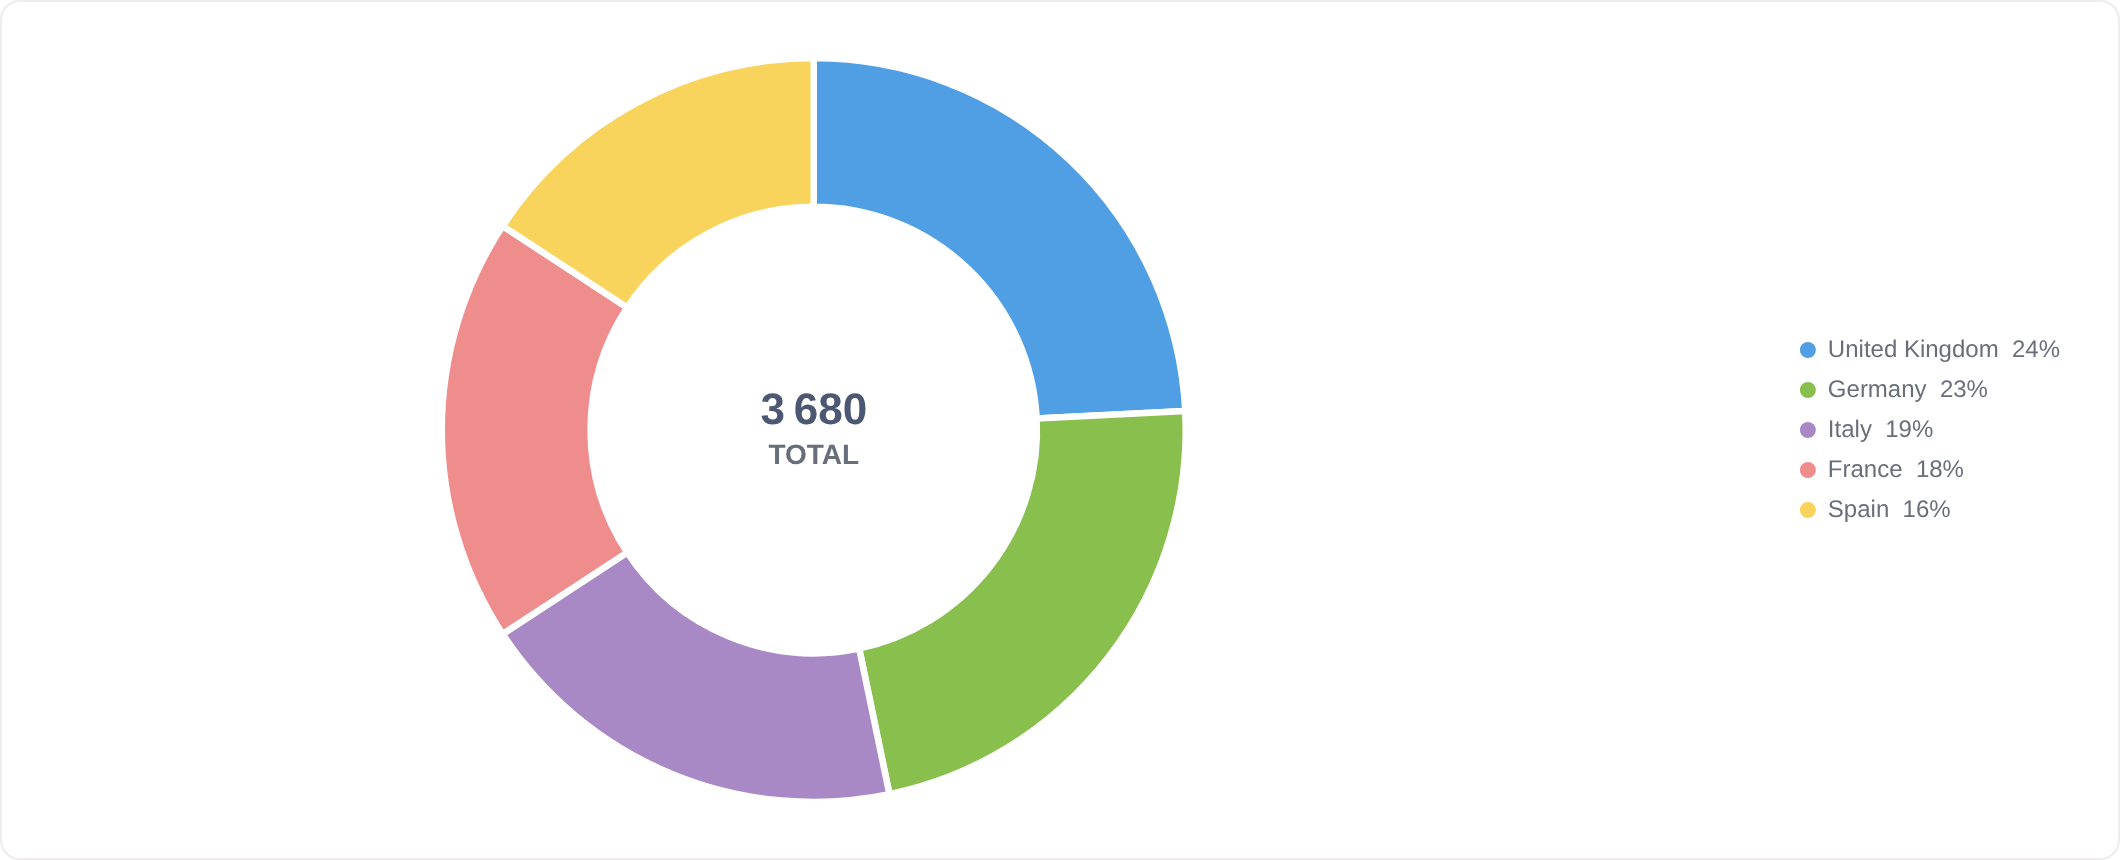 3 680
TOTAL
United Kingdom 24%
Germany 23%
Italy 19%
France 18%
Spain 16%